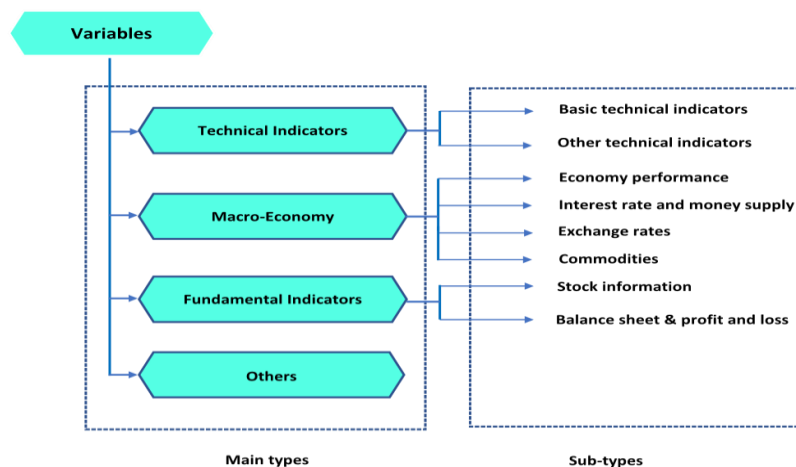 Variables
Technical Indicators
Basic technical indicators
Other technical indicators
Macro-Economy
Economy performance
Interest rate and money supply
Exchange rates
Commodities
Fundamental Indicators
Stock information
Balance sheet & profit and loss
Others
Main types
Sub-types